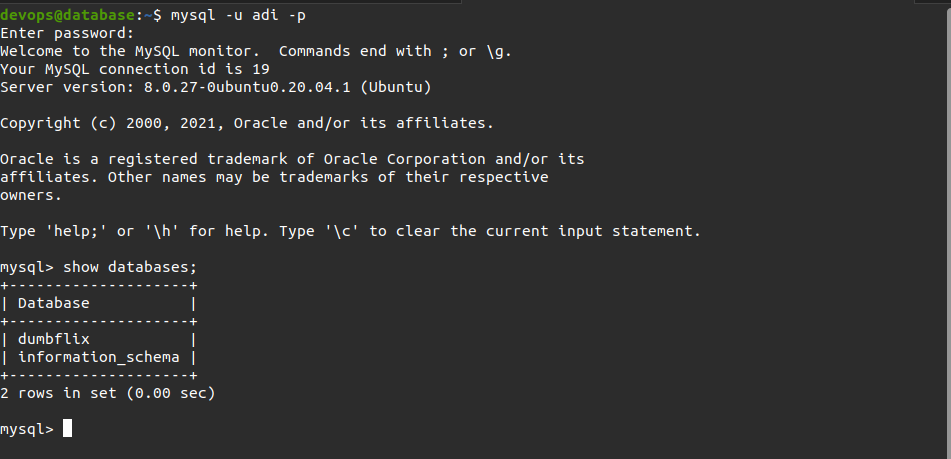 devops@database:~$ mysql -u adi -p
Enter password:
Welcome to the MySQL monitor.  Commands end with ; or \g.
Your MySQL connection id is 19
Server version: 8.0.27-0ubuntu0.20.04.1 (Ubuntu)

Copyright (c) 2000, 2021, Oracle and/or its affiliates.

Oracle is a registered trademark of Oracle Corporation and/or its
affiliates. Other names may be trademarks of their respective
owners.

Type 'help;' or '\h' for help. Type '\c' to clear the current input statement.

mysql> show databases;
+--------------------+
| Database           |
+--------------------+
| dumbflix           |
| information_schema |
+--------------------+
2 rows in set (0.00 sec)

mysql>